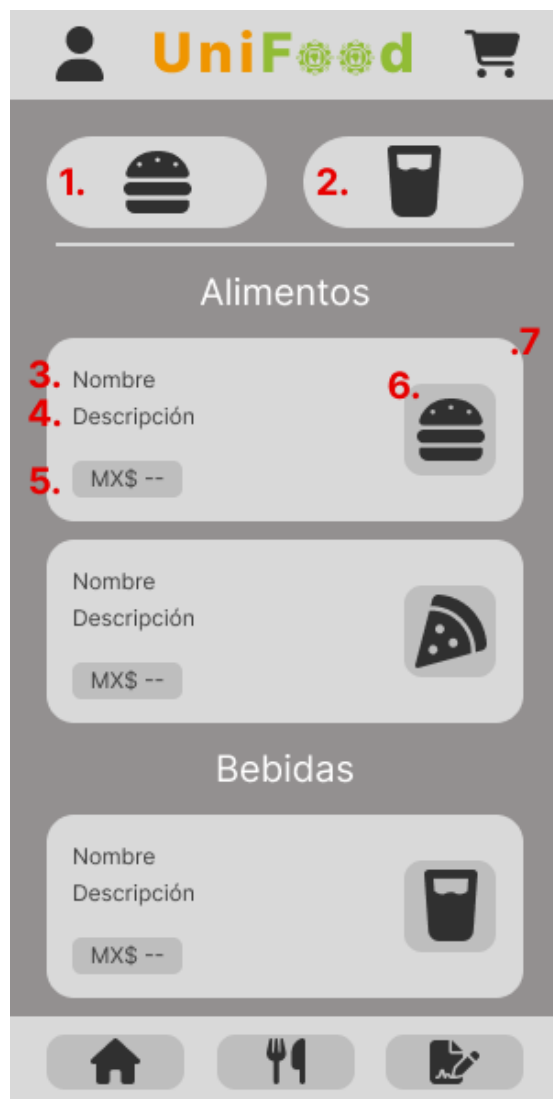 UniFood
1. 2.
Alimentos
.7
3. Nombre 6.
4. Descripción
5. MX$ --
Nombre
Descripción
MX$ --
Bebidas
Nombre
Descripción
MX$ --